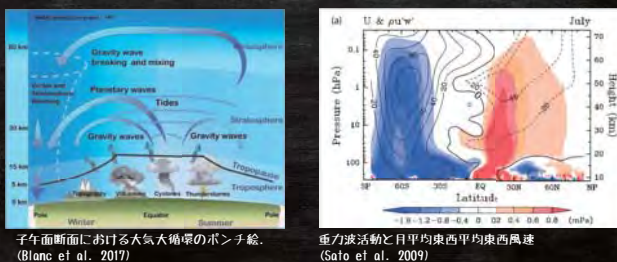 80 km
Gravity wave
breaking and mixing
Mesosphere
Planetary waves
Tides
30 km
Stratosphere
Gravity waves
Gravity waves
15 km
Tropopause
5 km
Troposphere
0 km
Volcanoes
Cyclones
Thunderstorms
Pole
Equator
Pole
Winter
Summer
子午面断面における大気大循環のポンチ絵.
(Blanc et al. 2017)
(a) U & ρu'w' July
Pressure (hPa)
0.1
1
10
100
70
60
50
40
30
20
10
Height (km)
SP 60S 30S EQ 30N 60N NP
Latitude
(mPa)
重力波活動と月平均東西平均東西風速
(Sato et al. 2009)